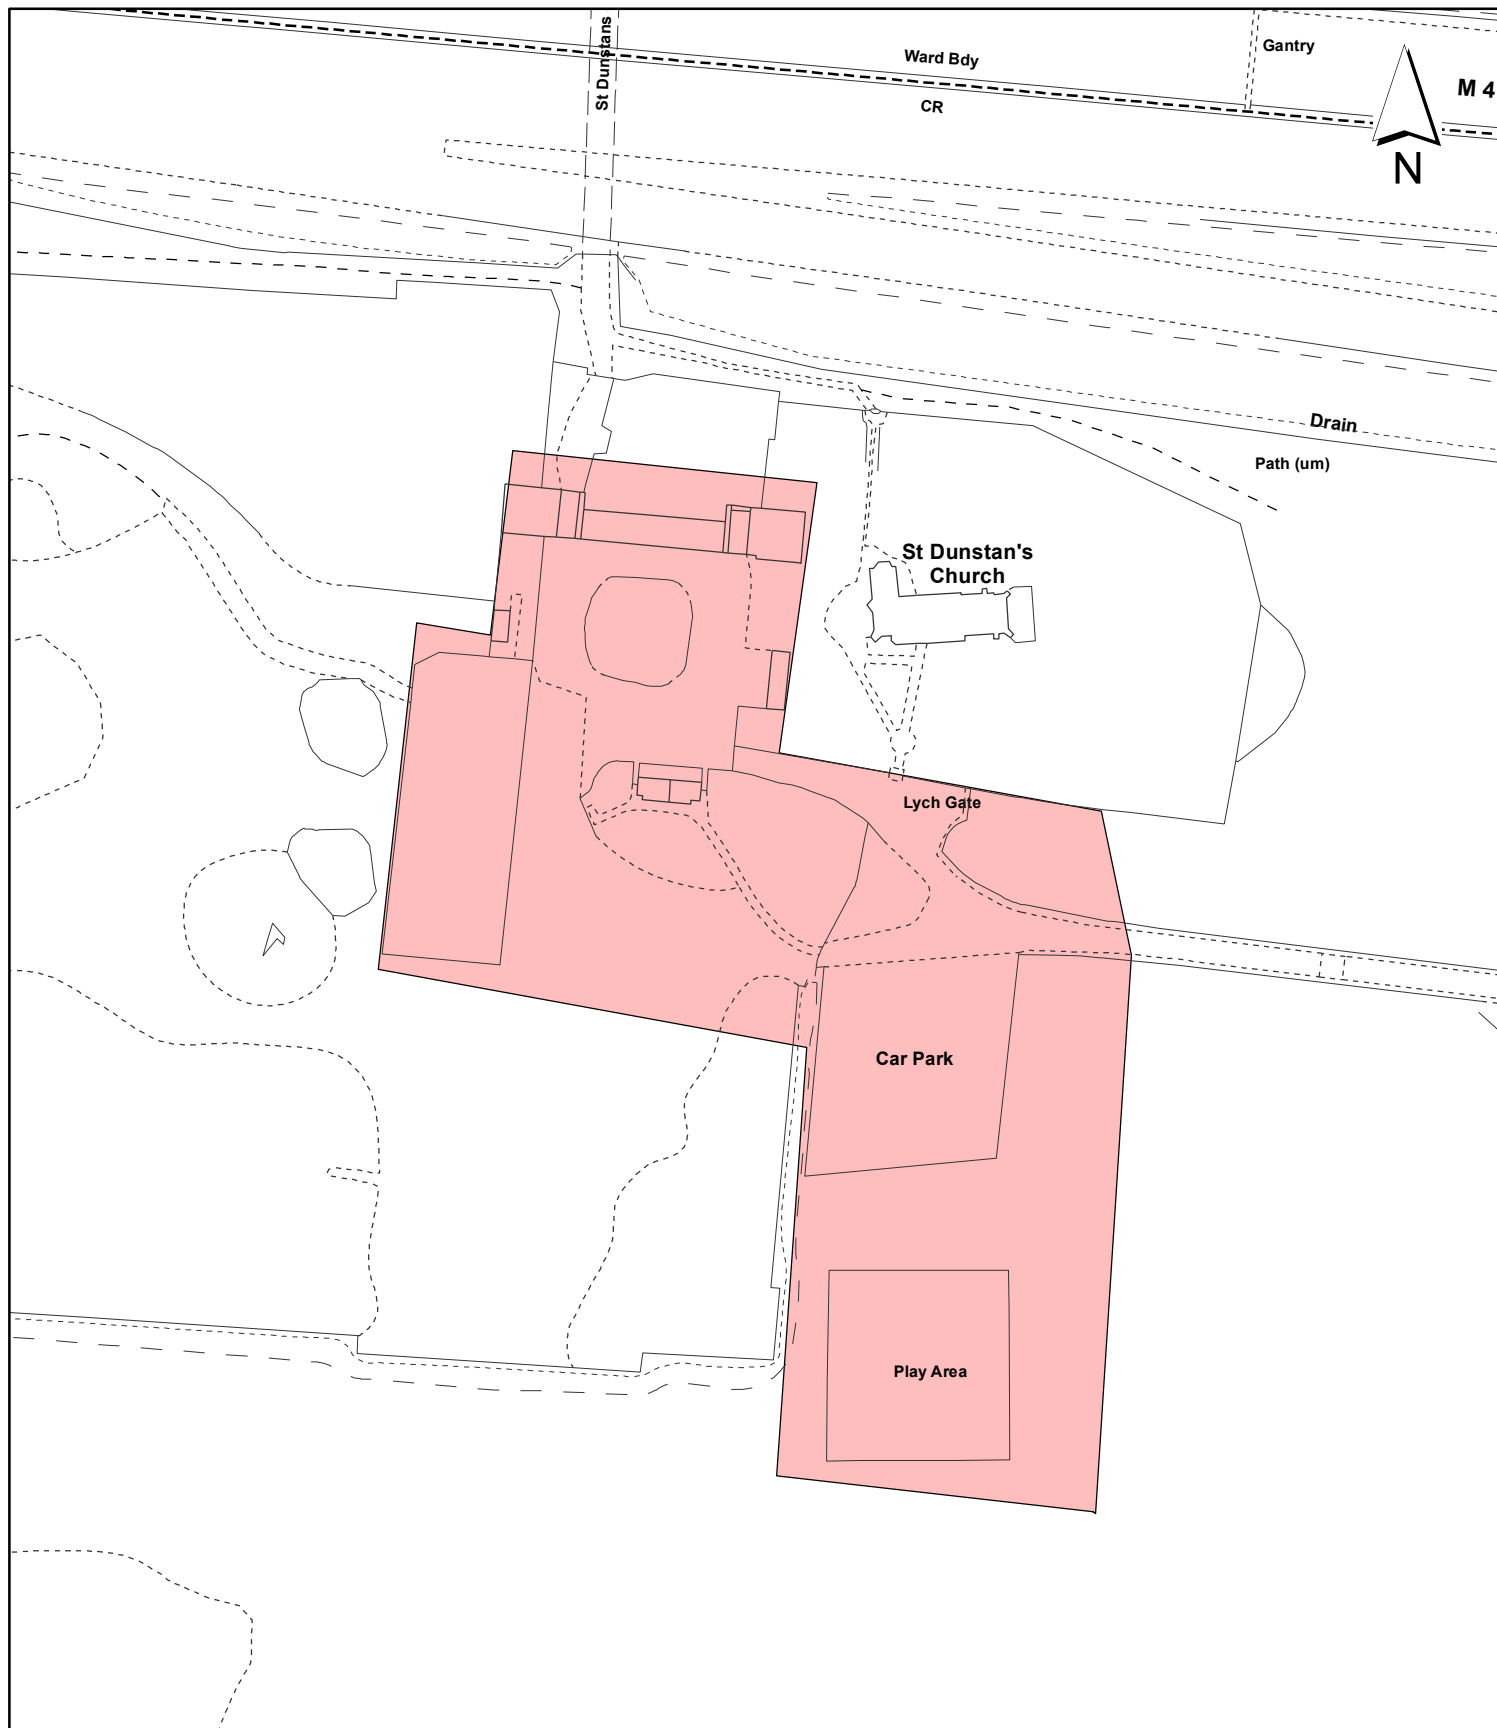 St Dunstans
Ward Bdy
CR
Gantry
M 4
N
Drain
Path (um)
St Dunstan's
Church
Lych Gate
Car Park
Play Area